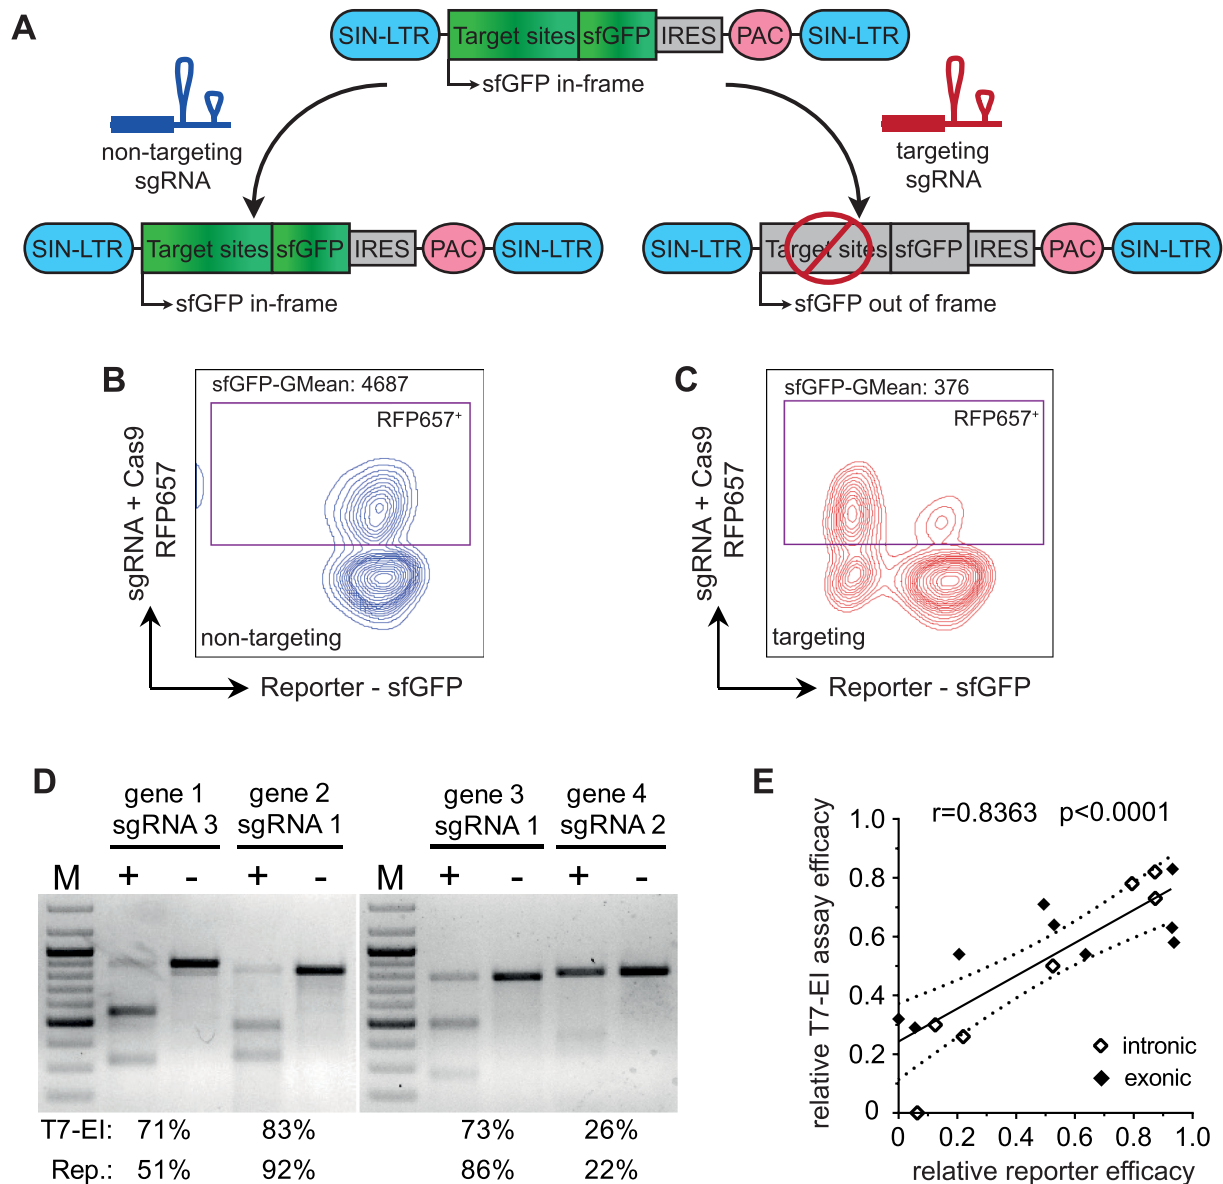 A
SIN-LTR Target sites sfGFP IRES PAC SIN-LTR
sfGFP in-frame
non-targeting
sgRNA
targeting
sgRNA
SIN-LTR Target sites sfGFP IRES PAC SIN-LTR
sfGFP in-frame
SIN-LTR Target sites sfGFP IRES PAC SIN-LTR
sfGFP out of frame
B
sfGFP-GMean: 4687
RFP657+
sgRNA + Cas9
RFP657
non-targeting
Reporter - sfGFP
C
sfGFP-GMean: 376
RFP657+
sgRNA + Cas9
RFP657
targeting
Reporter - sfGFP
D
gene 1 gene 2 gene 3 gene 4
sgRNA 3 sgRNA 1 sgRNA 1 sgRNA 2
M + - + - M + - + -
T7-EI: 71% 83% 73% 26%
Rep.: 51% 92% 86% 22%
E
r=0.8363 p<0.0001
relative T7-EI assay efficacy
1.0
0.8
0.6
0.4
0.2
0
intronic
exonic
0 0.2 0.4 0.6 0.8 1.0
relative reporter efficacy